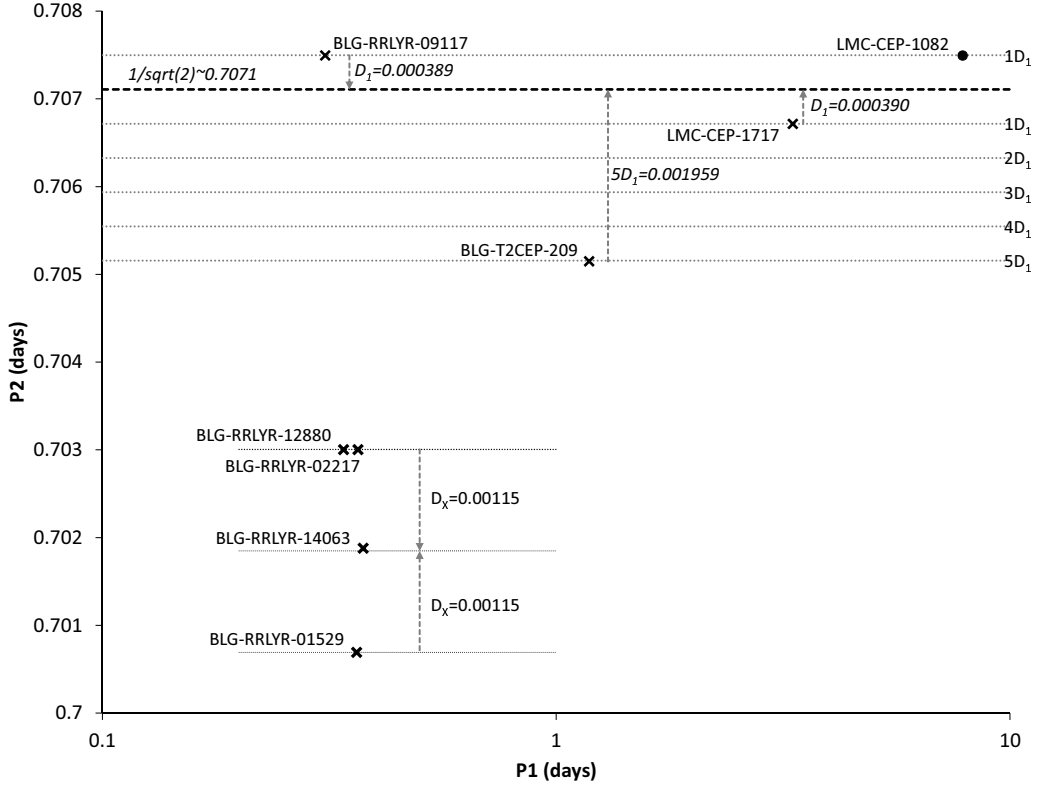 0.708
BLG-RRLYR-09117
LMC-CEP-1082
1D₁
1/sqrt(2)~0.7071
D₁=0.000389
0.707
D₁=0.000390
1D₁
LMC-CEP-1717
2D₁
0.706
5D₁=0.001959
3D₁
4D₁
BLG-T2CEP-209
5D₁
0.705
P2 (days)
0.704
0.703
BLG-RRLYR-12880
BLG-RRLYR-02217
Dₓ=0.00115
0.702
BLG-RRLYR-14063
Dₓ=0.00115
0.701
BLG-RRLYR-01529
0.7
0.1
1
10
P1 (days)